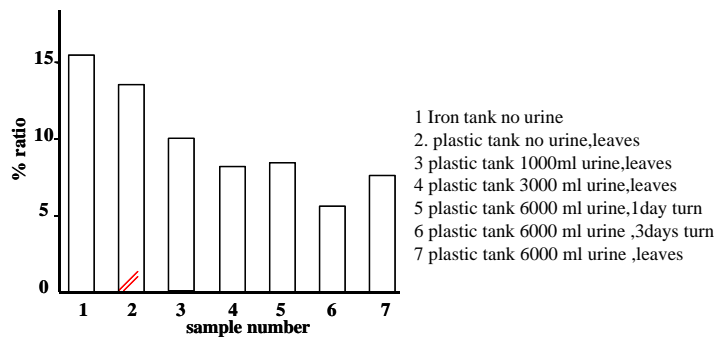 15
10
5
0
% ratio
1 2 3 4 5 6 7
sample number
1 Iron tank no urine
2. plastic tank no urine,leaves
3 plastic tank 1000ml urine,leaves
4 plastic tank 3000 ml urine,leaves
5 plastic tank 6000 ml urine,1day turn
6 plastic tank 6000 ml urine ,3days turn
7 plastic tank 6000 ml urine ,leaves